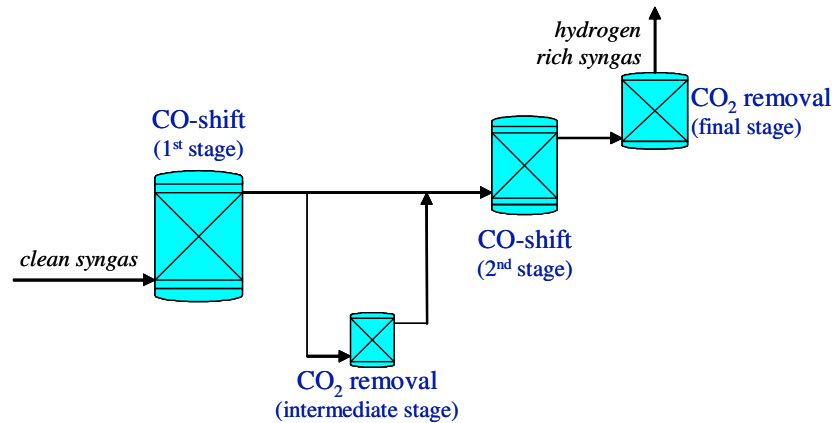 hydrogen
rich syngas
CO₂ removal
(final stage)
CO-shift
(1st stage)
clean syngas
CO-shift
(2nd stage)
CO₂ removal
(intermediate stage)